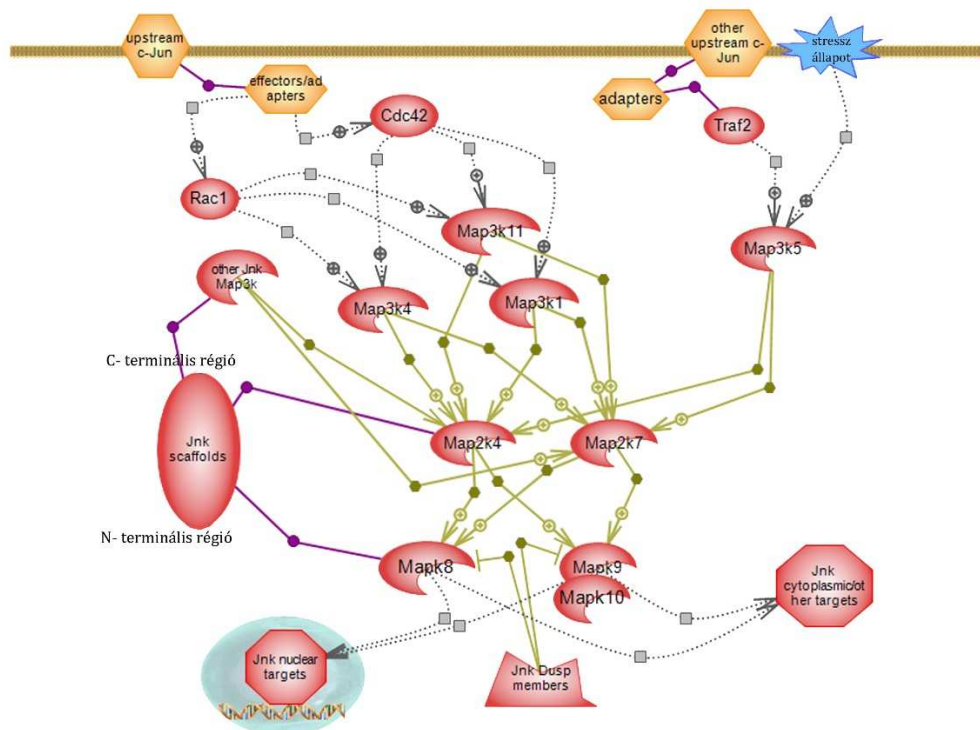 upstream
c-Jun
effectors/ad
apters
other
upstream c-
Jun
stressz
állapot
adapters
Traf2
Cdc42
Rac1
Map3k11
Map3k5
other Jnk
Map3k
Map3k4
Map3k1
C- terminális régió
Jnk
scaffolds
Map2k4
Map2k7
N- terminális régió
Mapk8
Mapk9
Mapk10
Jnk
cytoplasmic/ot
her targets
Jnk nuclear
targets
Jnk Dusp
members